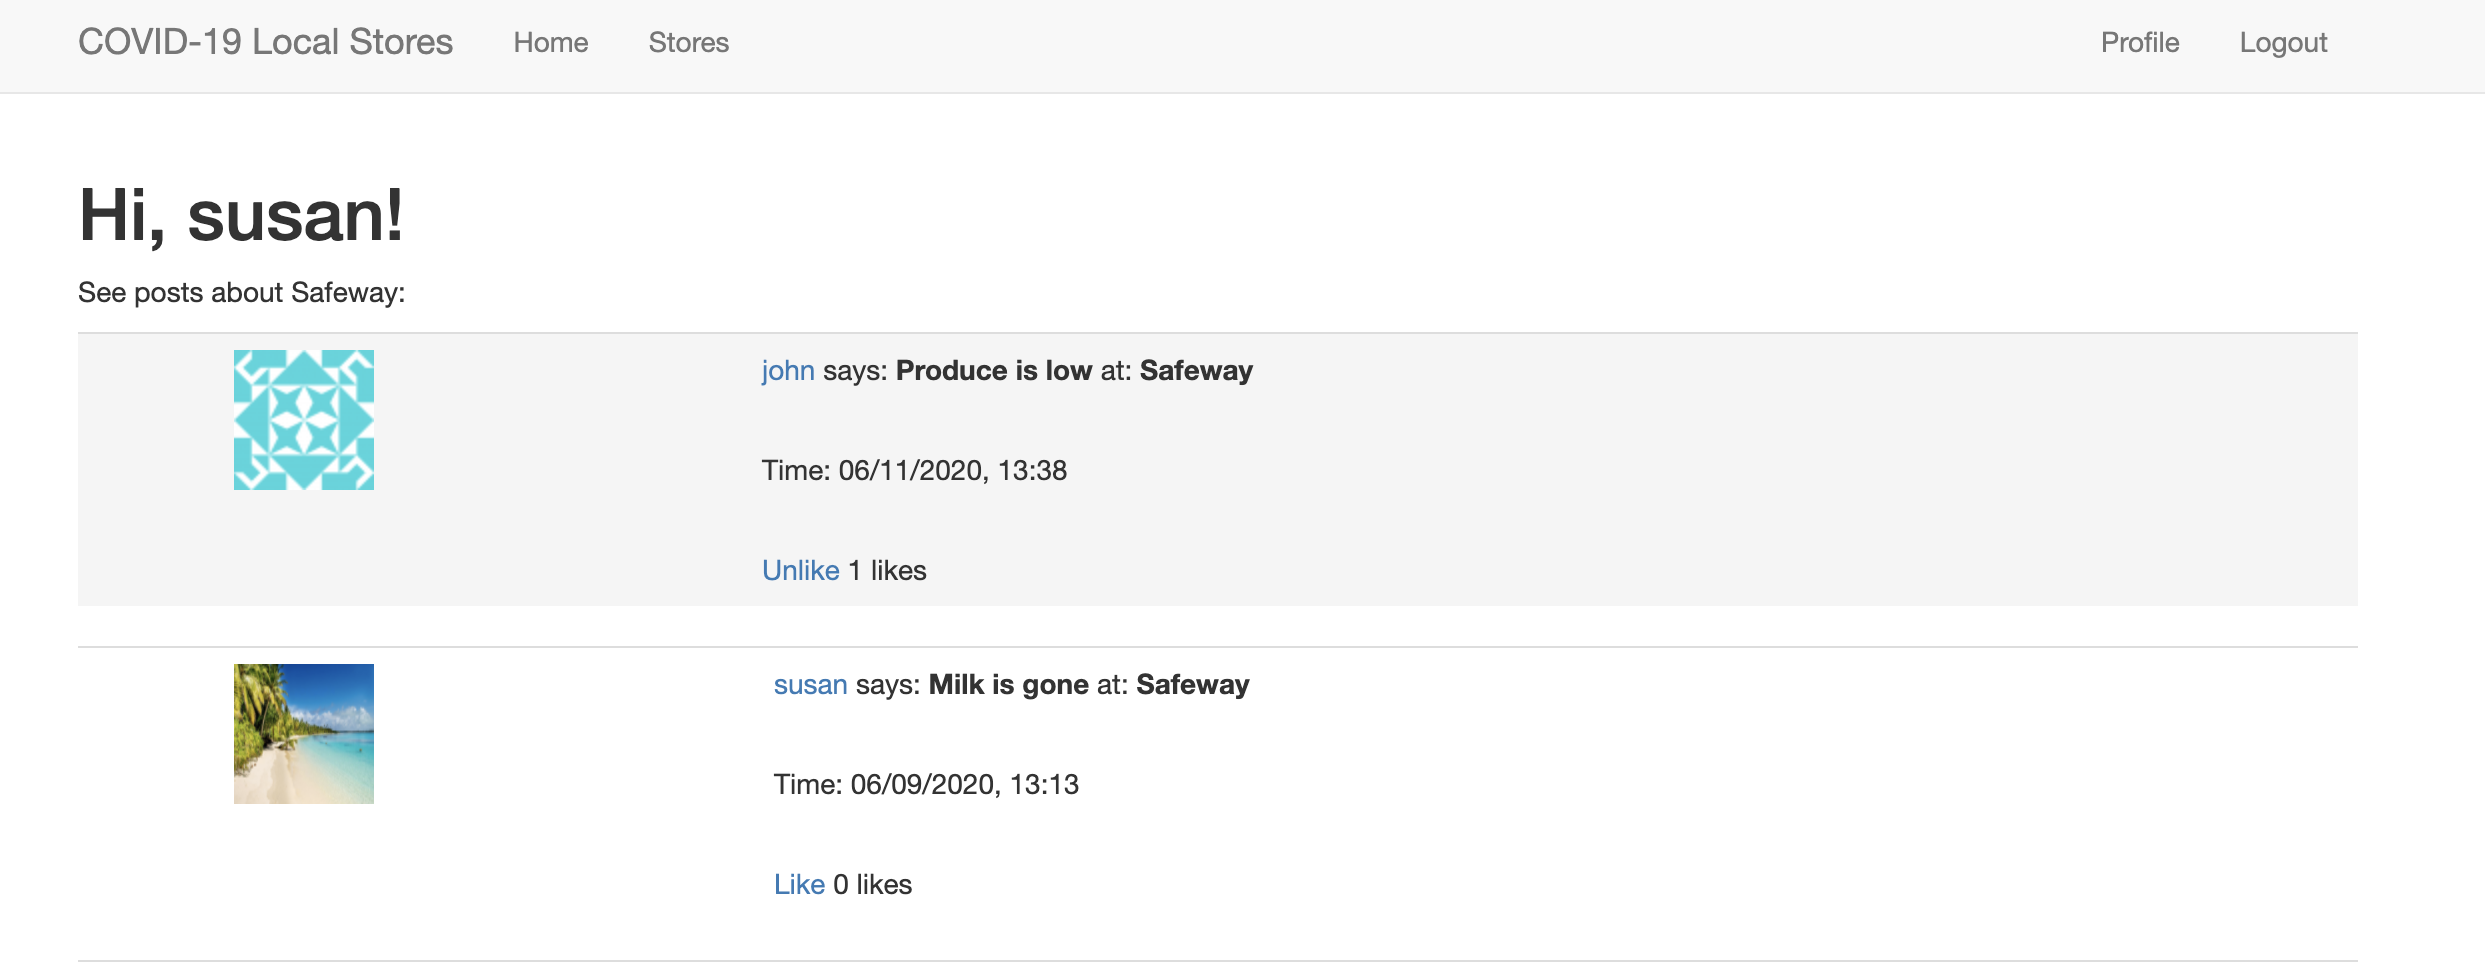 COVID-19 Local Stores Home Stores Profile Logout
Hi, susan!
See posts about Safeway:
john says: Produce is low at: Safeway
Time: 06/11/2020, 13:38
Unlike 1 likes
susan says: Milk is gone at: Safeway
Time: 06/09/2020, 13:13
Like 0 likes